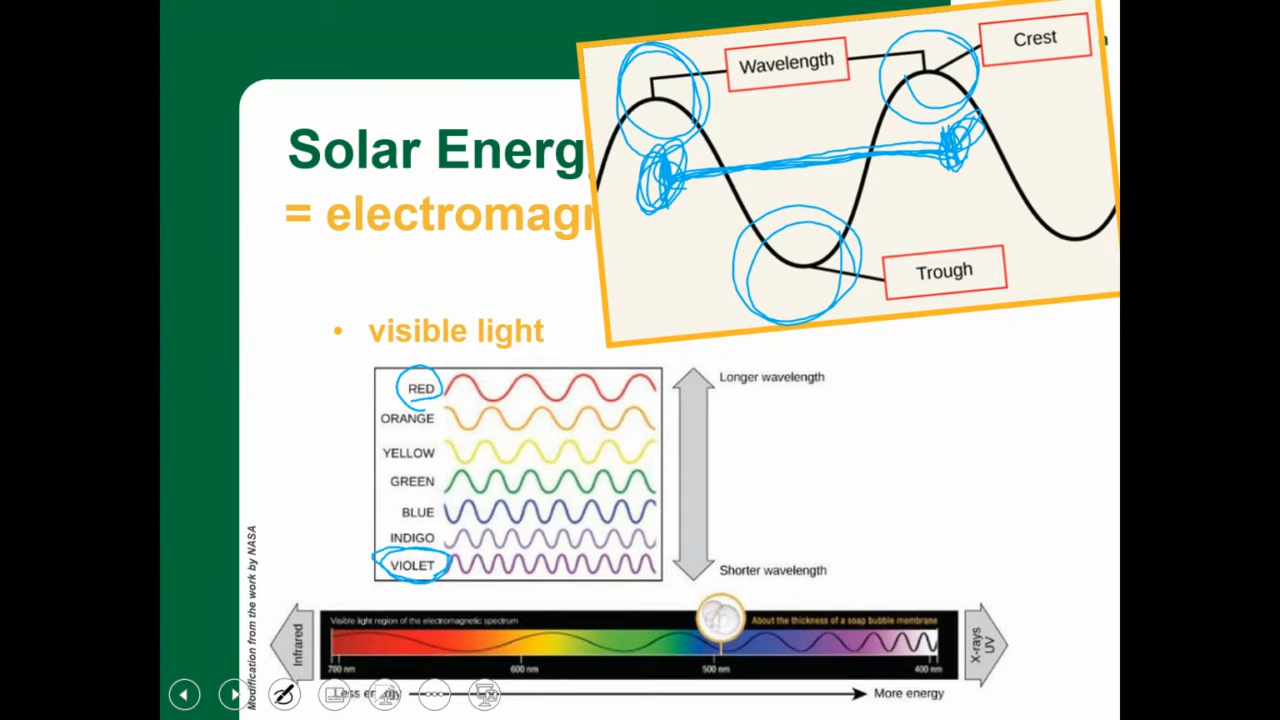 Wavelength
Crest
Solar Energ
= electromagr
Trough
• visible light
RED
ORANGE
YELLOW
GREEN
BLUE
INDIGO
VIOLET
Longer wavelength
Shorter wavelength
Modification from the work by NASA
Visible light region of the electromagnetic spectrum
About the thickness of a soap bubble membrane
Infrared
X-rays
UV
700 nm
600 nm
500 nm
400 nm
Less energy
More energy